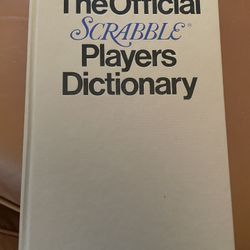 The Official
SCRABBLE®
Players
Dictionary